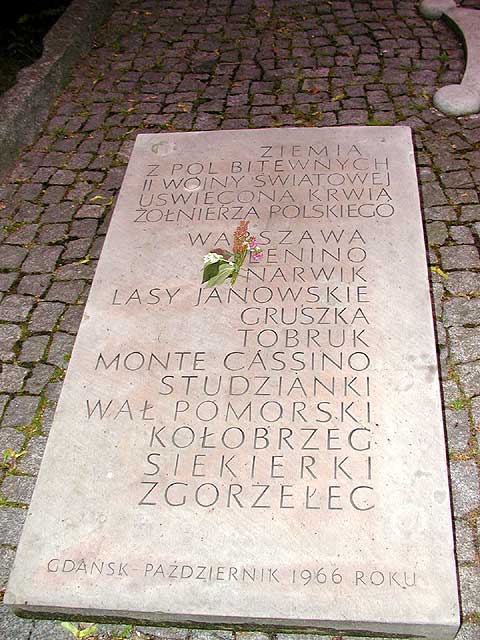 ZIEMIA
Z PÓL BITEWNYCH
II WOJNY ŚWIATOWEJ
UŚWIĘCONA KRWIĄ
ŻOŁNIERZA POLSKIEGO
WARSZAWA
LENINO
NARWIK
LASY JANOWSKIE
GRUSZKA
TOBRUK
MONTE CASSINO
STUDZIANKI
WAŁ POMORSKI
KOŁOBRZEG
SIEKIERKI
ZGORZELEC
GDAŃSK-PAŹDZIERNIK 1966 ROKU